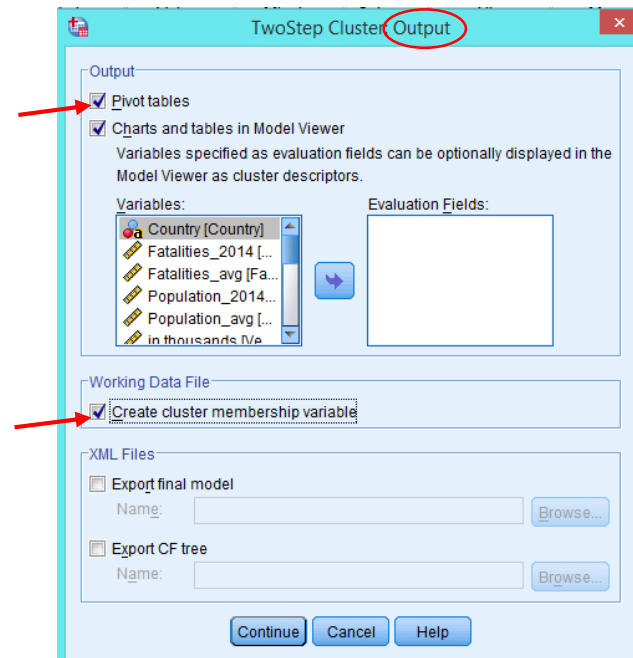 TwoStep Cluster: Output
Output
Pivot tables
Charts and tables in Model Viewer
Variables specified as evaluation fields can be optionally displayed in the
Model Viewer as cluster descriptors.
Variables:
Evaluation Fields:
Country [Country]
Fatalities_2014 [...
Fatalities_avg [Fa...
Population_2014...
Population_avg [...
in thousands [Ve...
Working Data File
Create cluster membership variable
XML Files
Export final model
Name:
Browse...
Export CF tree
Name:
Browse...
Continue
Cancel
Help